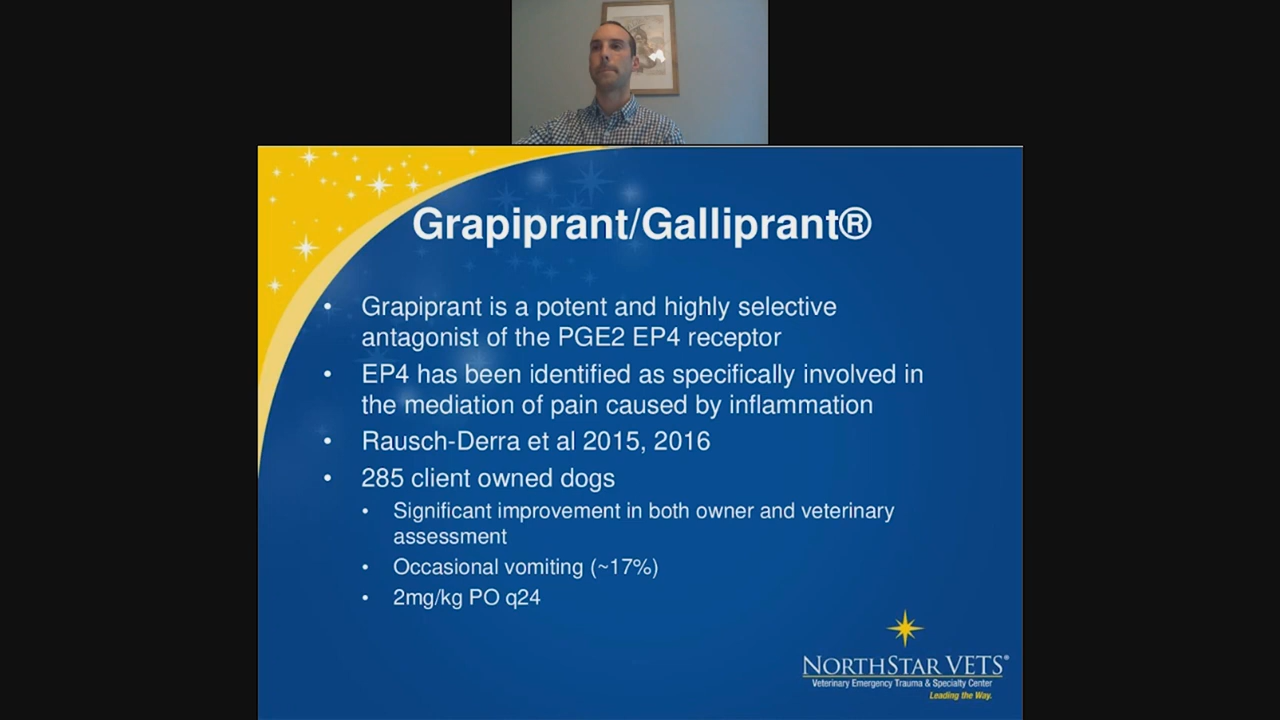 Grapiprant/Galliprant®
• Grapiprant is a potent and highly selective
antagonist of the PGE2 EP4 receptor
• EP4 has been identified as specifically involved in
the mediation of pain caused by inflammation
• Rausch-Derra et al 2015, 2016
• 285 client owned dogs
• Significant improvement in both owner and veterinary
assessment
• Occasional vomiting (~17%)
• 2mg/kg PO q24
NORTHSTAR VETS®
Veterinary Emergency Trauma & Specialty Center
Leading the Way.